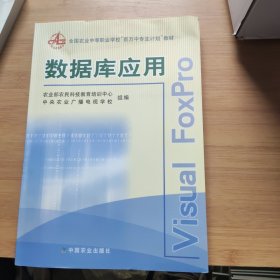 全国农业中等职业学校“百万中专生计划”教材
数据库应用
农业部农民科技教育培训中心
中央农业广播电视学校 组编
Visual FoxPro
中国农业出版社